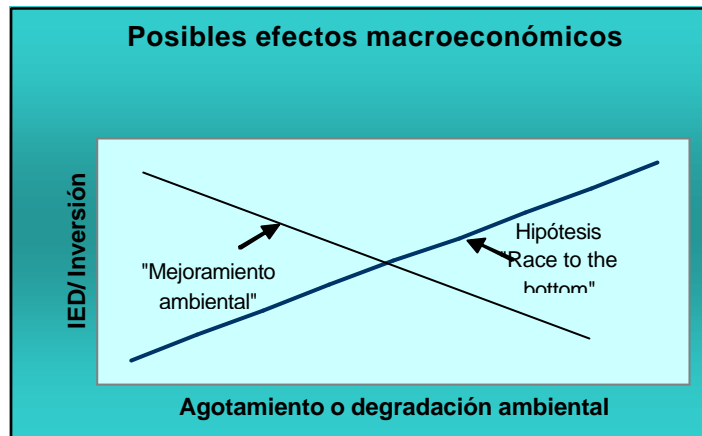 Posibles efectos macroeconómicos
IED/ Inversión
"Mejoramiento
ambiental"
Hipótesis
"Race to the
bottom"
Agotamiento o degradación ambiental